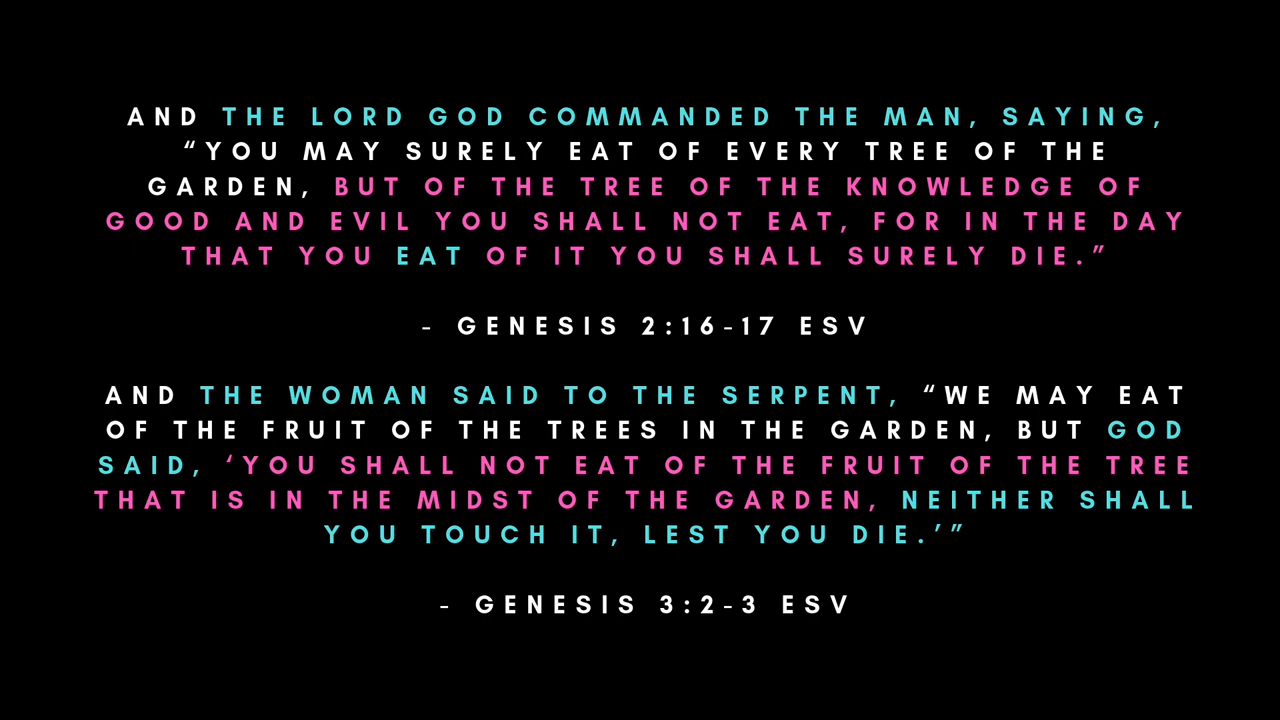 AND THE LORD GOD COMMANDED THE MAN, SAYING,
“YOU MAY SURELY EAT OF EVERY TREE OF THE
GARDEN, BUT OF THE TREE OF THE KNOWLEDGE OF
GOOD AND EVIL YOU SHALL NOT EAT, FOR IN THE DAY
THAT YOU EAT OF IT YOU SHALL SURELY DIE.”
- GENESIS 2:16-17 ESV
AND THE WOMAN SAID TO THE SERPENT, “WE MAY EAT
OF THE FRUIT OF THE TREES IN THE GARDEN, BUT GOD
SAID, ‘YOU SHALL NOT EAT OF THE FRUIT OF THE TREE
THAT IS IN THE MIDST OF THE GARDEN, NEITHER SHALL
YOU TOUCH IT, LEST YOU DIE.’”
- GENESIS 3:2-3 ESV